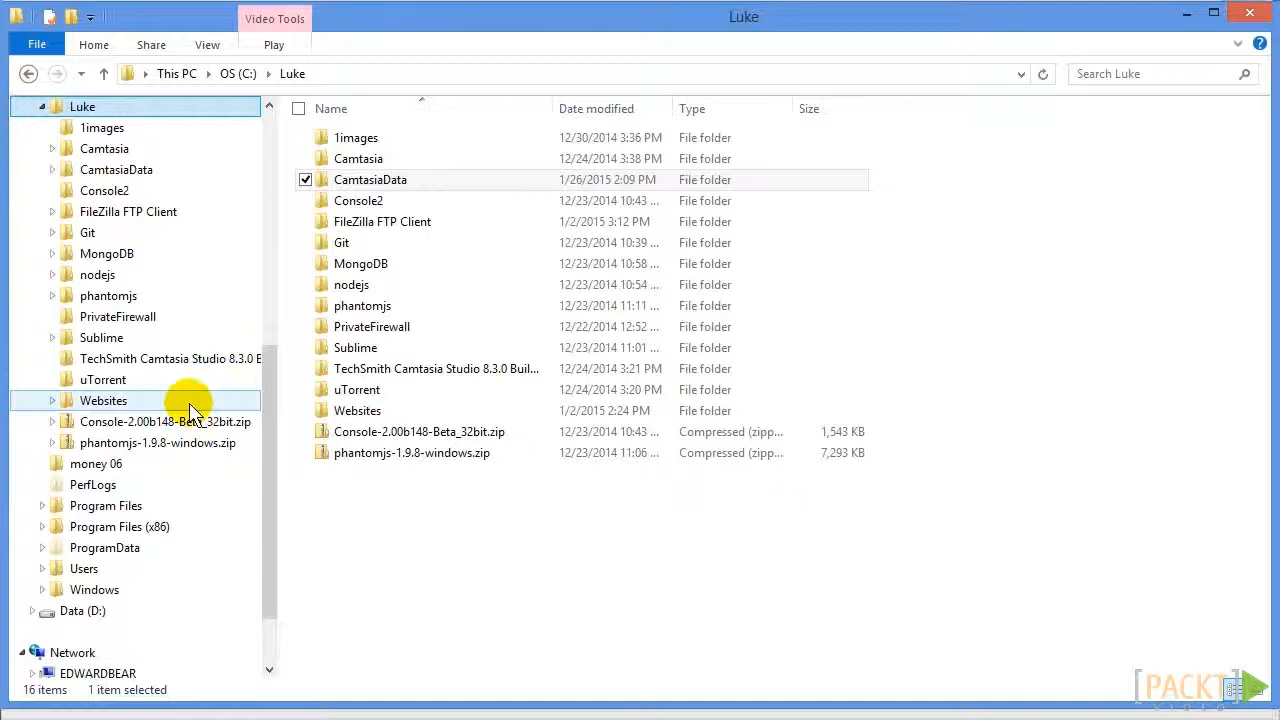 Video Tools
Luke
File
Home
Share
View
Play
This PC
OS (C:)
Luke
Search Luke
Luke
1images
Camtasia
CamtasiaData
Console2
FileZilla FTP Client
Git
MongoDB
nodejs
phantomjs
PrivateFirewall
Sublime
TechSmith Camtasia Studio 8.3.0 E
uTorrent
Websites
Console-2.00b148-Beta_32bit.zip
phantomjs-1.9.8-windows.zip
money 06
PerfLogs
Program Files
Program Files (x86)
ProgramData
Users
Windows
Data (D:)
Network
EDWARDBEAR
Name Date modified Type Size
1images 12/30/2014 3:36 PM File folder
Camtasia 12/24/2014 3:38 PM File folder
CamtasiaData 1/26/2015 2:09 PM File folder
Console2 12/23/2014 10:43 ... File folder
FileZilla FTP Client 1/2/2015 3:12 PM File folder
Git 12/23/2014 10:39 ... File folder
MongoDB 12/23/2014 10:58 ... File folder
nodejs 12/23/2014 10:54 ... File folder
phantomjs 12/23/2014 11:11 ... File folder
PrivateFirewall 12/22/2014 12:52 ... File folder
Sublime 12/23/2014 11:01 ... File folder
TechSmith Camtasia Studio 8.3.0 Buil... 12/24/2014 3:21 PM File folder
uTorrent 12/24/2014 3:20 PM File folder
Websites 1/2/2015 2:24 PM File folder
Console-2.00b148-Beta_32bit.zip 12/23/2014 10:43 ... Compressed (zipp... 1,543 KB
phantomjs-1.9.8-windows.zip 12/23/2014 11:06 ... Compressed (zipp... 7,293 KB
16 items 1 item selected
[PACKT]
VIDEO